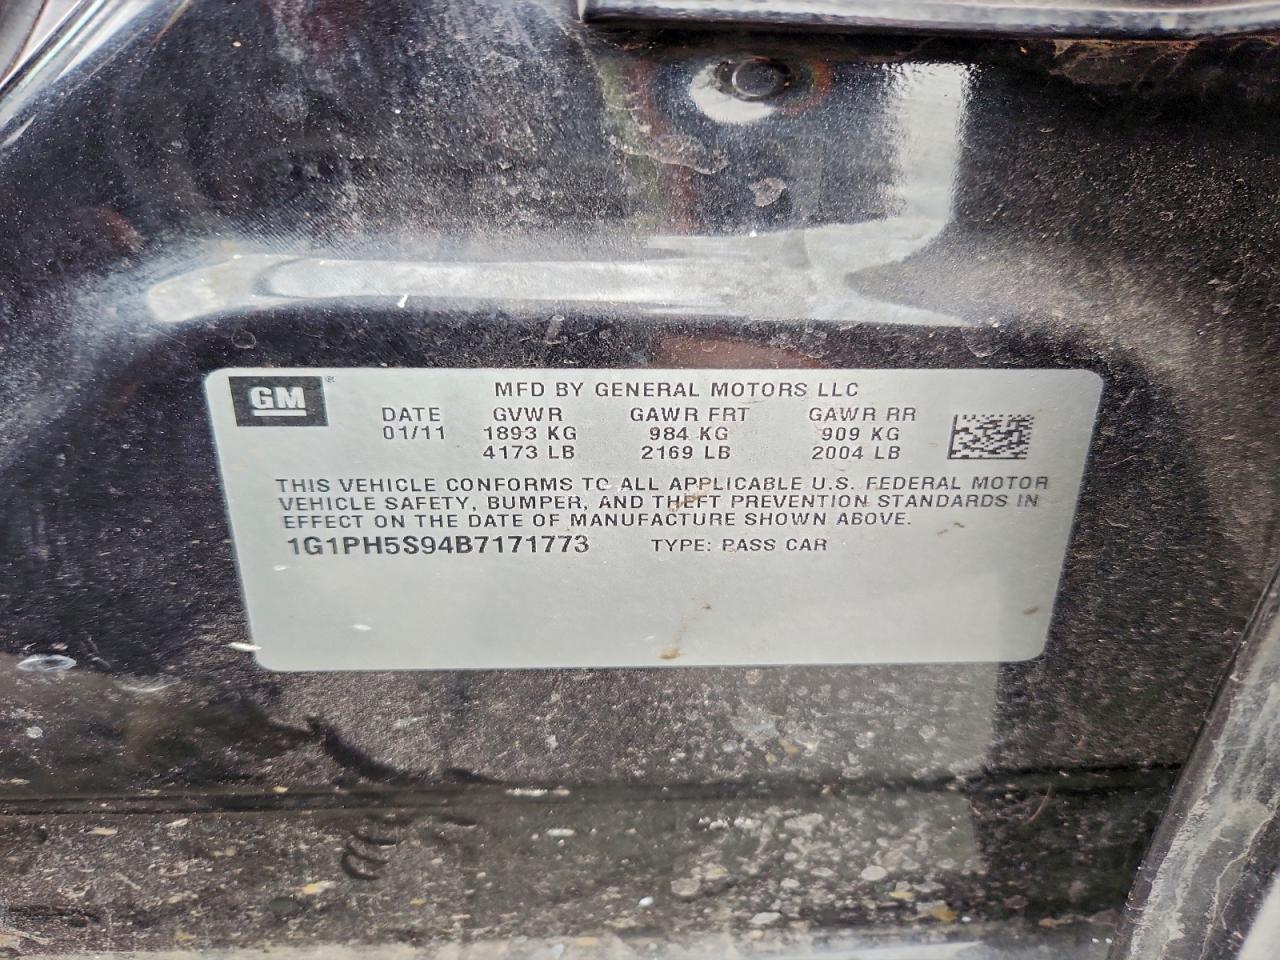 GM ®
MFD BY GENERAL MOTORS LLC
DATE GVWR GAWR FRT GAWR RR
01/11 1893 KG 984 KG 909 KG
4173 LB 2169 LB 2004 LB
THIS VEHICLE CONFORMS TO ALL APPLICABLE U.S. FEDERAL MOTOR
VEHICLE SAFETY, BUMPER, AND THEFT PREVENTION STANDARDS IN
EFFECT ON THE DATE OF MANUFACTURE SHOWN ABOVE.
1G1PH5S94B7171773 TYPE: PASS CAR